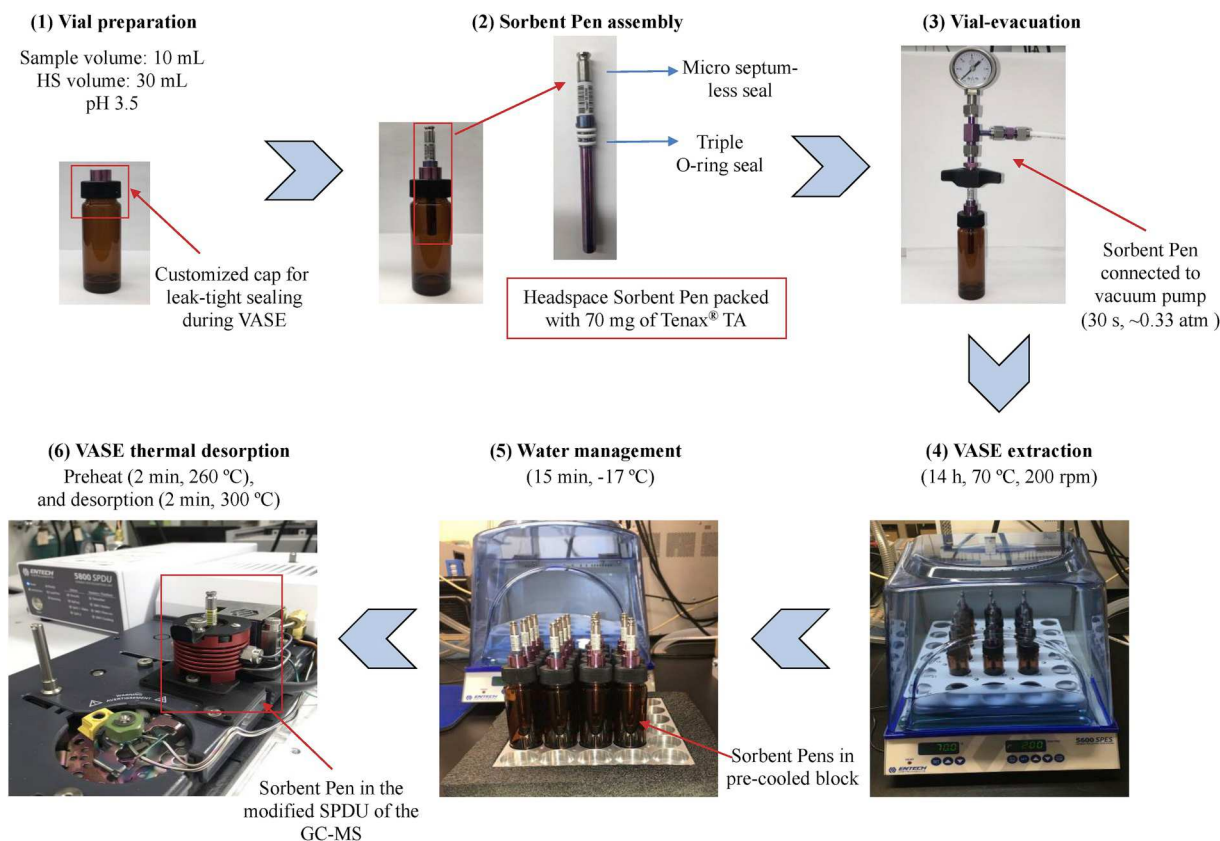 (1) Vial preparation
Sample volume: 10 mL
HS volume: 30 mL
pH 3.5
Customized cap for
leak-tight sealing
during VASE
(2) Sorbent Pen assembly
Micro septum-
less seal
Triple
O-ring seal
Headspace Sorbent Pen packed
with 70 mg of Tenax® TA
(3) Vial-evacuation
Sorbent Pen
connected to
vacuum pump
(30 s, ~0.33 atm )
(4) VASE extraction
(14 h, 70 ºC, 200 rpm)
70.0
200
5600 SPES
ENTECH
(5) Water management
(15 min, -17 ºC)
ENTECH
Sorbent Pens in
pre-cooled block
(6) VASE thermal desorption
Preheat (2 min, 260 ºC),
and desorption (2 min, 300 ºC)
ENTECH
5800 SPDU
Sorbent Pen in the
modified SPDU of the
GC-MS